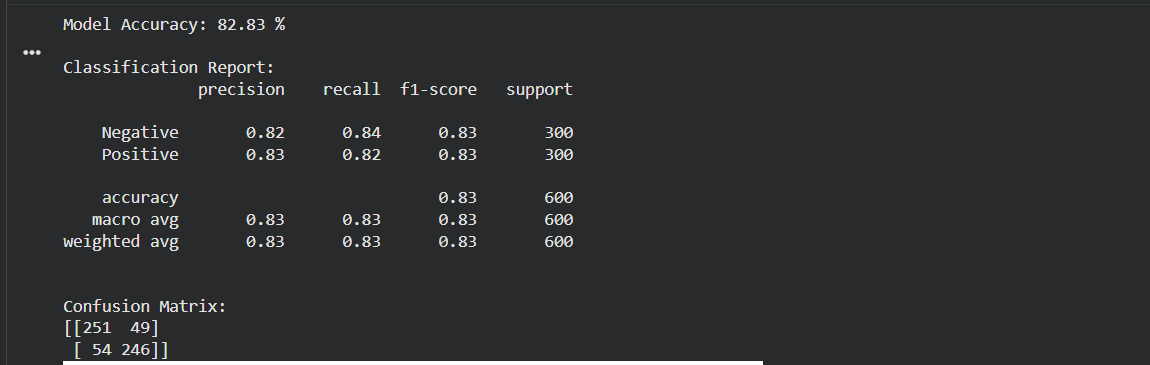 Model Accuracy: 82.83 %
Classification Report:
precision recall f1-score support
Negative 0.82 0.84 0.83 300
Positive 0.83 0.82 0.83 300
accuracy 0.83 600
macro avg 0.83 0.83 0.83 600
weighted avg 0.83 0.83 0.83 600
Confusion Matrix:
[[251 49]
[ 54 246]]